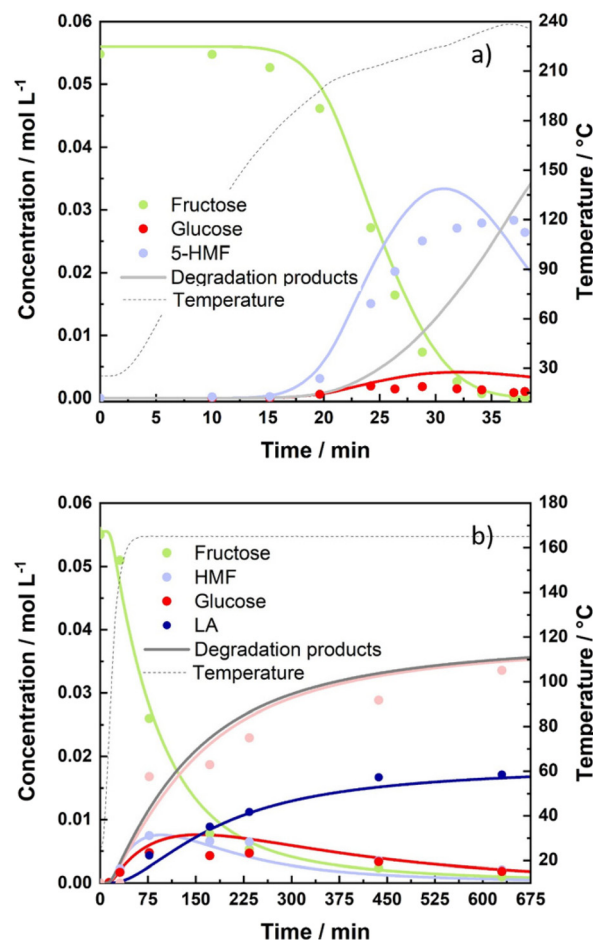 a)
Concentration / mol L⁻¹
0.06
0.05
0.04
0.03
0.02
0.01
0.00
Fructose
Glucose
5-HMF
Degradation products
Temperature
240
210
180
150
120
90
60
30
Temperature / °C
0 5 10 15 20 25 30 35
Time / min
b)
Concentration / mol L⁻¹
0.06
0.05
0.04
0.03
0.02
0.01
0.00
Fructose
HMF
Glucose
LA
Degradation products
Temperature
180
160
140
120
100
80
60
40
20
Temperature / °C
0 75 150 225 300 375 450 525 600 675
Time / min